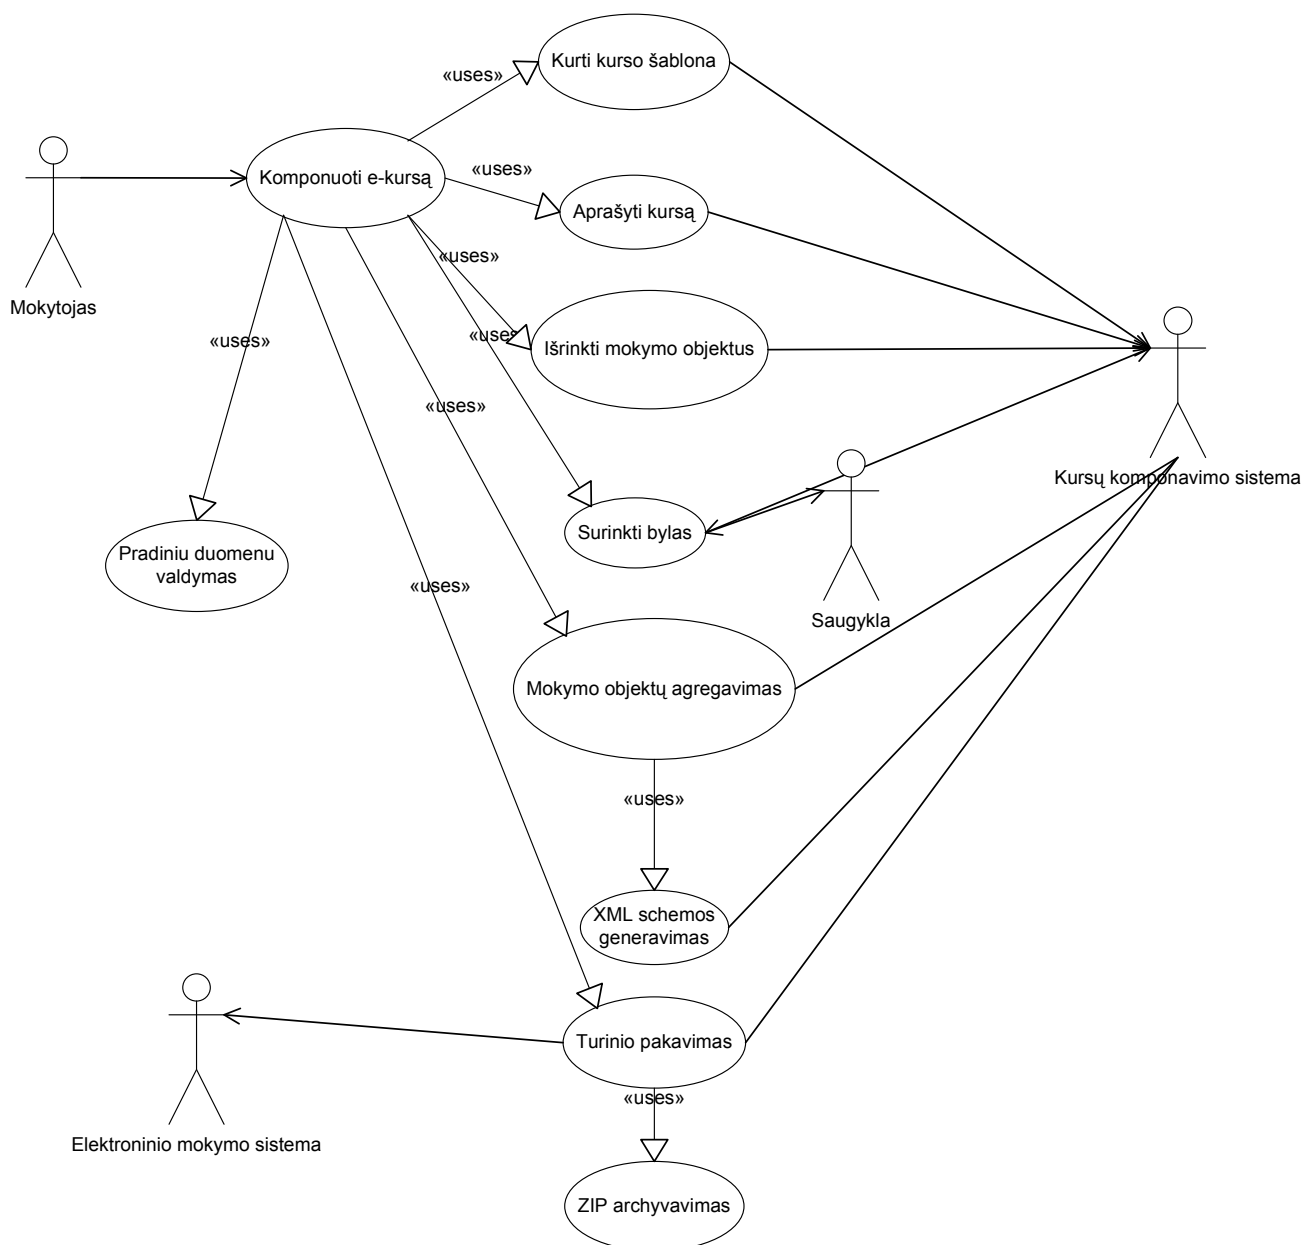 Kurti kurso šablona
«uses»
Komponuoti e-kursą
«uses»
Aprašyti kursą
Mokytojas
«uses»
«uses»
«uses»
Išrinkti mokymo objektus
«uses»
Kursų komponavimo sistema
Surinkti bylas
Pradiniu duomenu
valdymas
«uses»
Saugykla
Mokymo objektų agregavimas
«uses»
XML schemos
generavimas
Turinio pakavimas
«uses»
Elektroninio mokymo sistema
ZIP archyvavimas